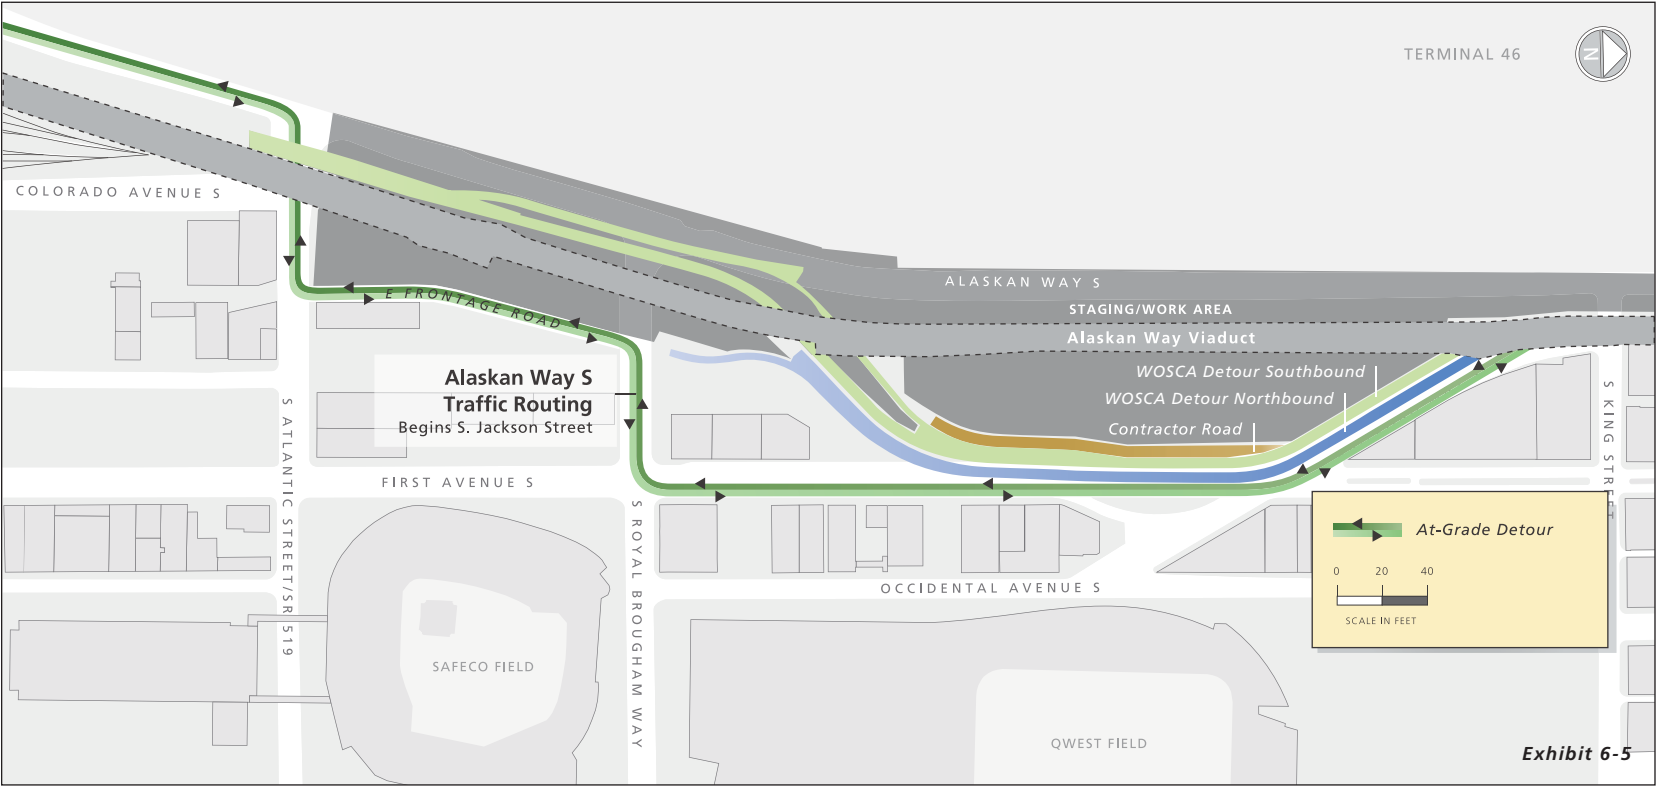 TERMINAL 46
N
COLORADO AVENUE S
ALASKAN WAY S
STAGING/WORK AREA
Alaskan Way Viaduct
E FRONTAGE ROAD
WOSCA Detour Southbound
WOSCA Detour Northbound
Contractor Road
Alaskan Way S
Traffic Routing
Begins S. Jackson Street
S ATLANTIC STREET/SR 519
S KING STREET
FIRST AVENUE S
S ROYAL BROUGHAM WAY
At-Grade Detour
0 20 40
SCALE IN FEET
OCCIDENTAL AVENUE S
SAFECO FIELD
QWEST FIELD
Exhibit 6-5